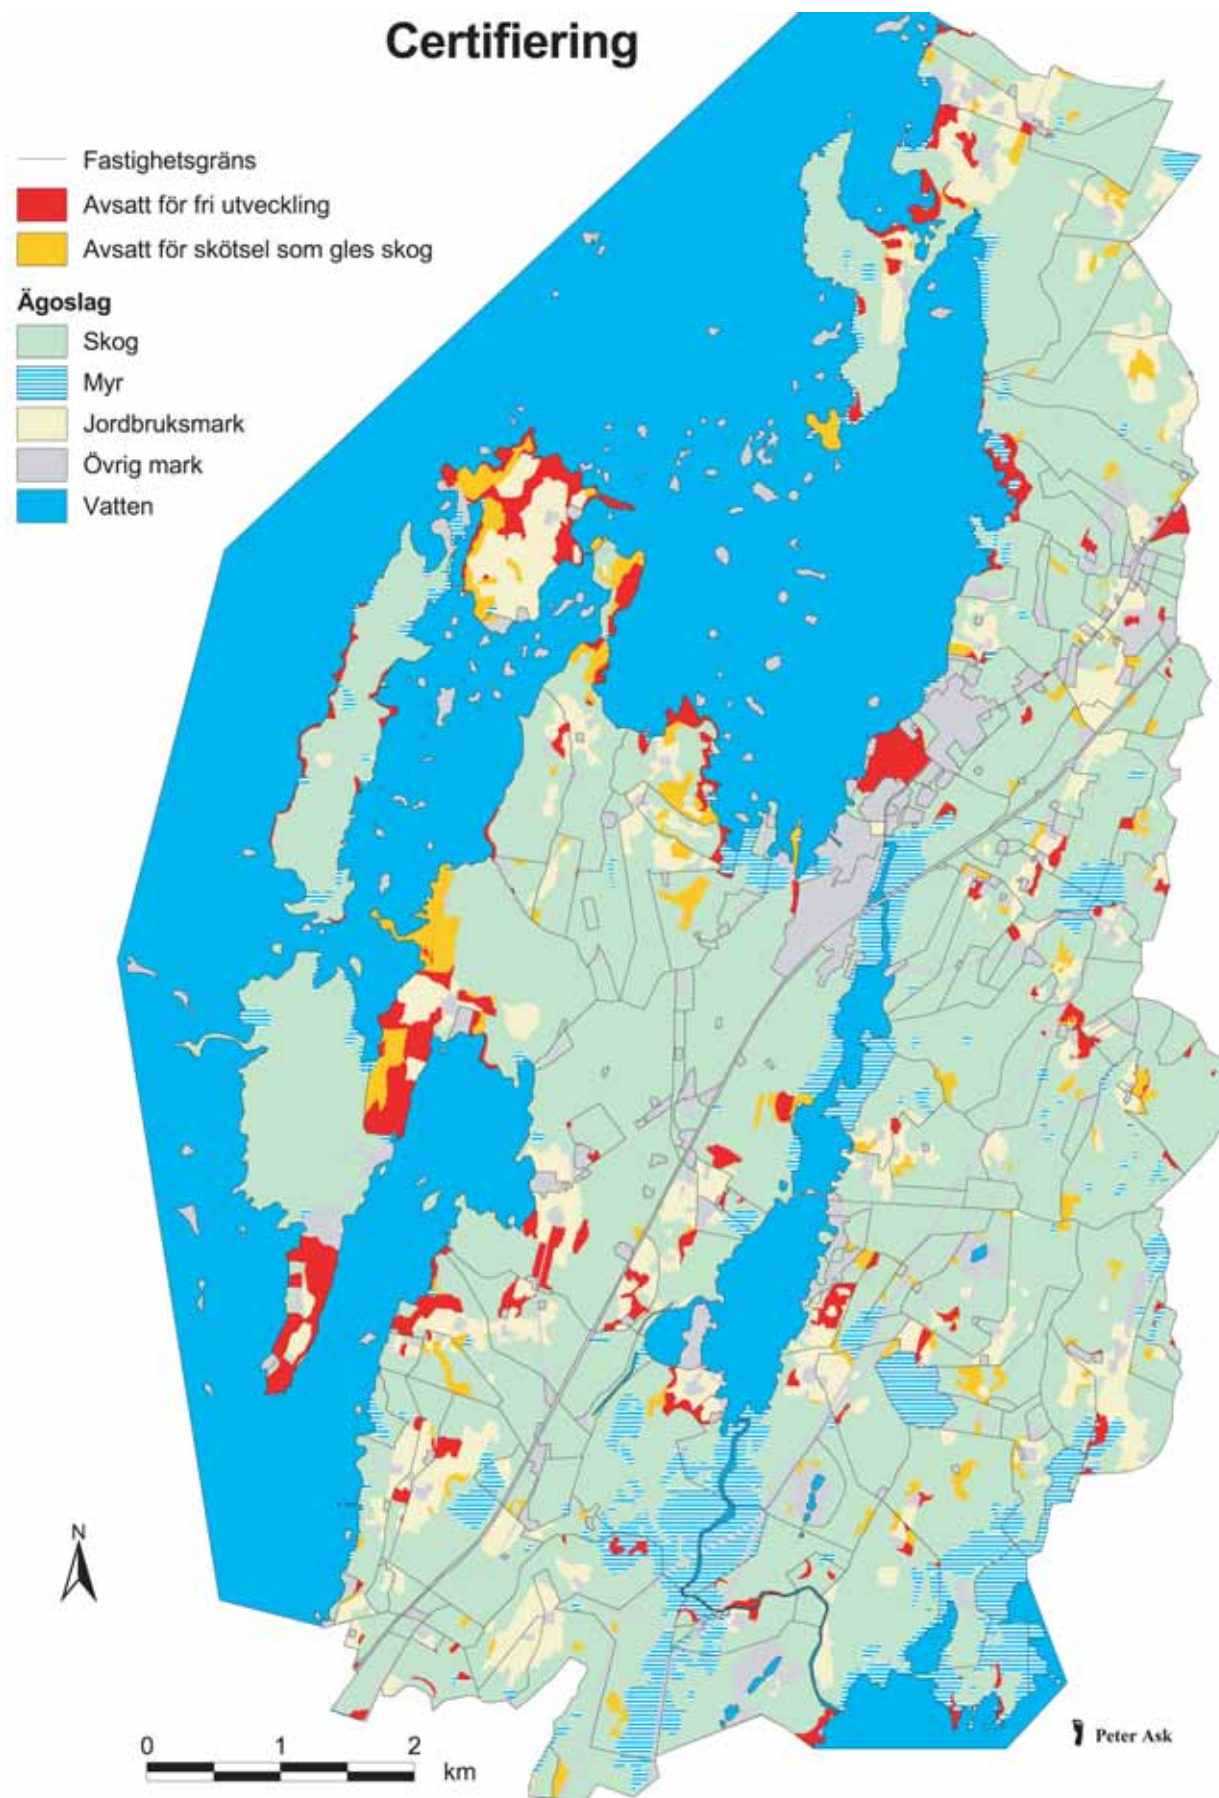 Certifiering
Fastighetsgräns
Avsatt för fri utveckling
Avsatt för skötsel som gles skog
Ägoslag
Skog
Myr
Jordbruksmark
Övrig mark
Vatten
N
0 1 2
km
Peter Ask